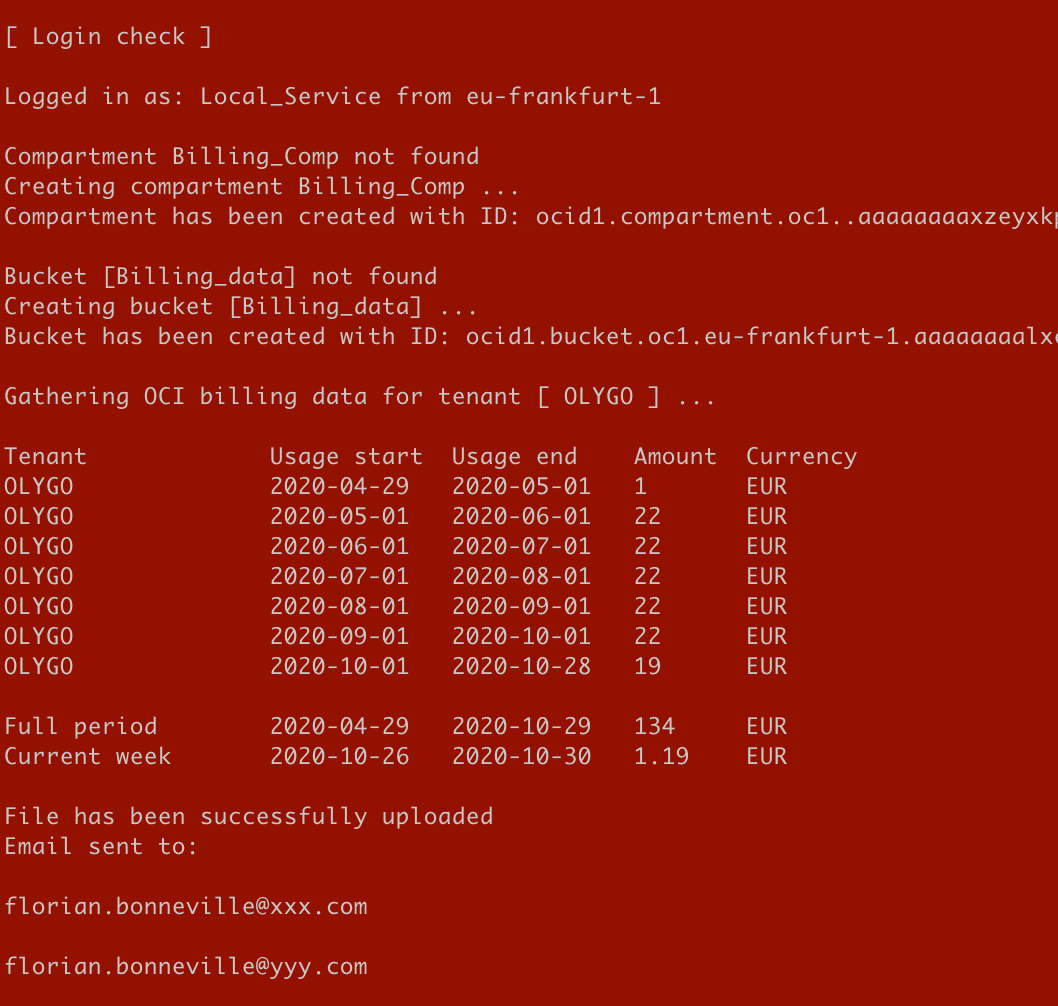 [ Login check ]
Logged in as: Local_Service from eu-frankfurt-1
Compartment Billing_Comp not found
Creating compartment Billing_Comp ...
Compartment has been created with ID: ocid1.compartment.oc1..aaaaaaaaxzeyxkp
Bucket [Billing_data] not found
Creating bucket [Billing_data] ...
Bucket has been created with ID: ocid1.bucket.oc1.eu-frankfurt-1.aaaaaaaalxe
Gathering OCI billing data for tenant [ OLYGO ] ...
Tenant Usage start Usage end Amount Currency
OLYGO 2020-04-29 2020-05-01 1 EUR
OLYGO 2020-05-01 2020-06-01 22 EUR
OLYGO 2020-06-01 2020-07-01 22 EUR
OLYGO 2020-07-01 2020-08-01 22 EUR
OLYGO 2020-08-01 2020-09-01 22 EUR
OLYGO 2020-09-01 2020-10-01 22 EUR
OLYGO 2020-10-01 2020-10-28 19 EUR
Full period 2020-04-29 2020-10-29 134 EUR
Current week 2020-10-26 2020-10-30 1.19 EUR
File has been successfully uploaded
Email sent to:
florian.bonneville@xxx.com
florian.bonneville@yyy.com